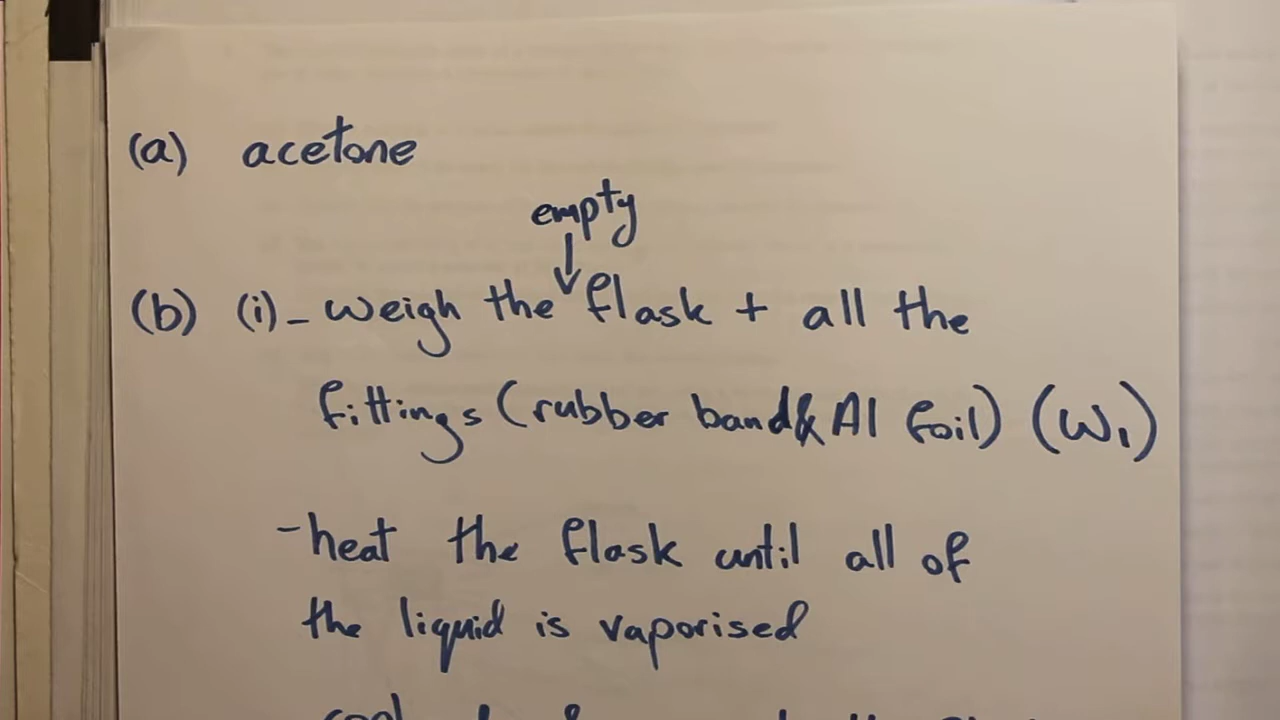 (a) acetone
empty
↓
(b) (i) - weigh the flask + all the
fittings (rubber band & Al foil) (W₁)
- heat the flask until all of
the liquid is vaporised